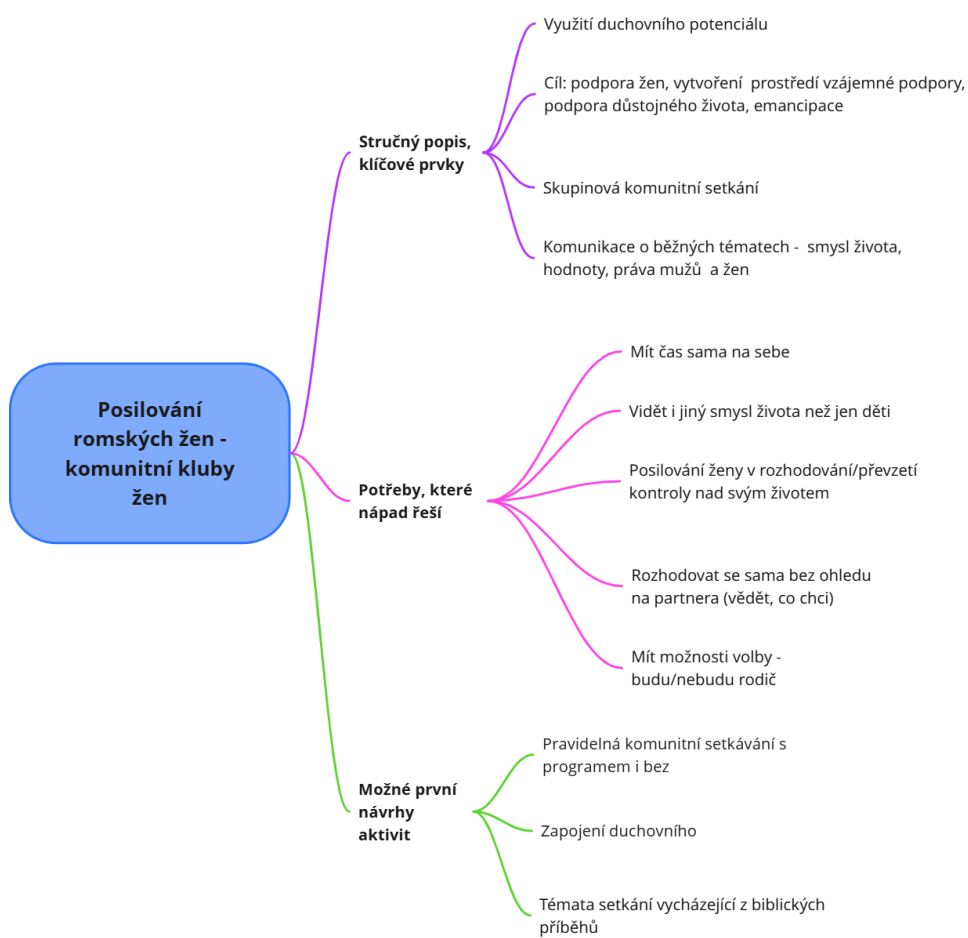 Posilování
romských žen -
komunitní kluby
žen
Stručný popis,
klíčové prvky
Využití duchovního potenciálu
Cíl: podpora žen, vytvoření  prostředí vzájemné podpory,
podpora důstojného života, emancipace
Skupinová komunitní setkání
Komunikace o běžných tématech -  smysl života,
hodnoty, práva mužů  a žen
Potřeby, které
nápad řeší
Mít čas sama na sebe
Vidět i jiný smysl života než jen děti
Posilování ženy v rozhodování/převzetí
kontroly nad svým životem
Rozhodovat se sama bez ohledu
na partnera (vědět, co chci)
Mít možnosti volby -
budu/nebudu rodič
Možné první
návrhy
aktivit
Pravidelná komunitní setkávání s
programem i bez
Zapojení duchovního
Témata setkání vycházející z biblických
příběhů